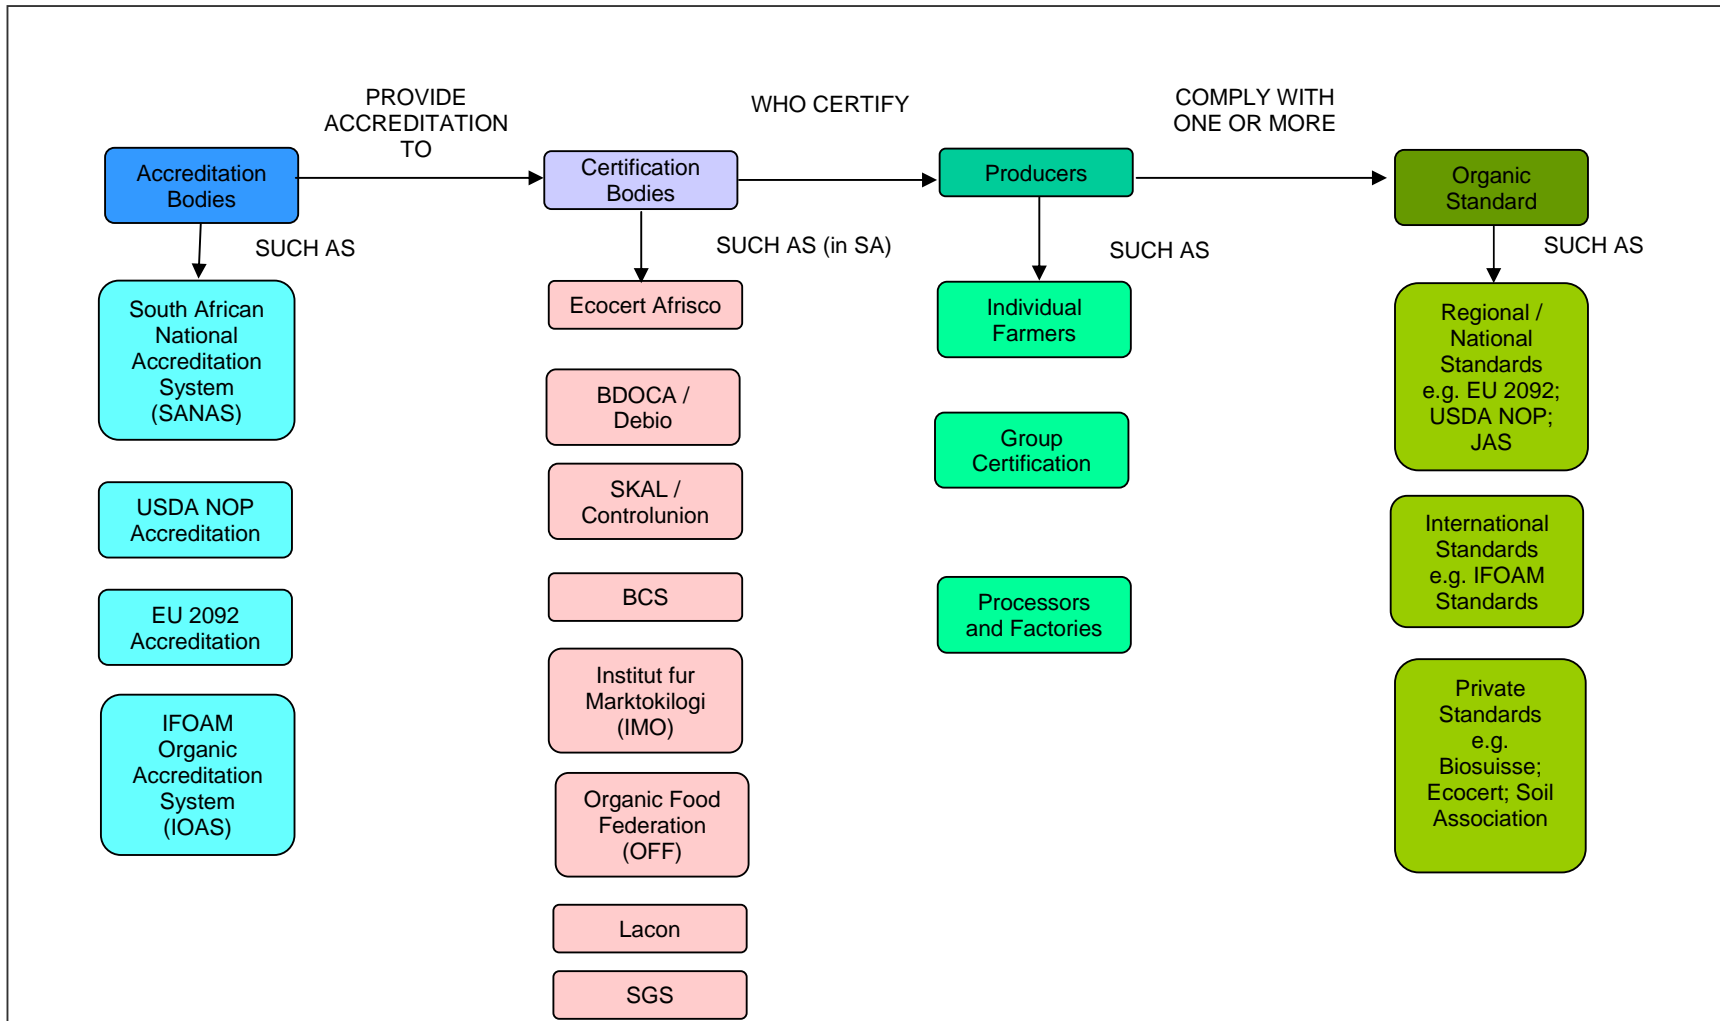 PROVIDE
ACCREDITATION
TO
WHO CERTIFY
COMPLY WITH
ONE OR MORE
Accreditation
Bodies
Certification
Bodies
Producers
Organic
Standard
SUCH AS
SUCH AS (in SA)
SUCH AS
SUCH AS
South African
National
Accreditation
System
(SANAS)
USDA NOP
Accreditation
EU 2092
Accreditation
IFOAM
Organic
Accreditation
System
(IOAS)
Ecocert Afrisco
BDOCA /
Debio
SKAL /
Controlunion
BCS
Institut fur
Marktokilogi
(IMO)
Organic Food
Federation
(OFF)
Lacon
SGS
Individual
Farmers
Group
Certification
Processors
and Factories
Regional /
National
Standards
e.g. EU 2092;
USDA NOP;
JAS
International
Standards
e.g. IFOAM
Standards
Private
Standards
e.g.
Biosuisse;
Ecocert; Soil
Association